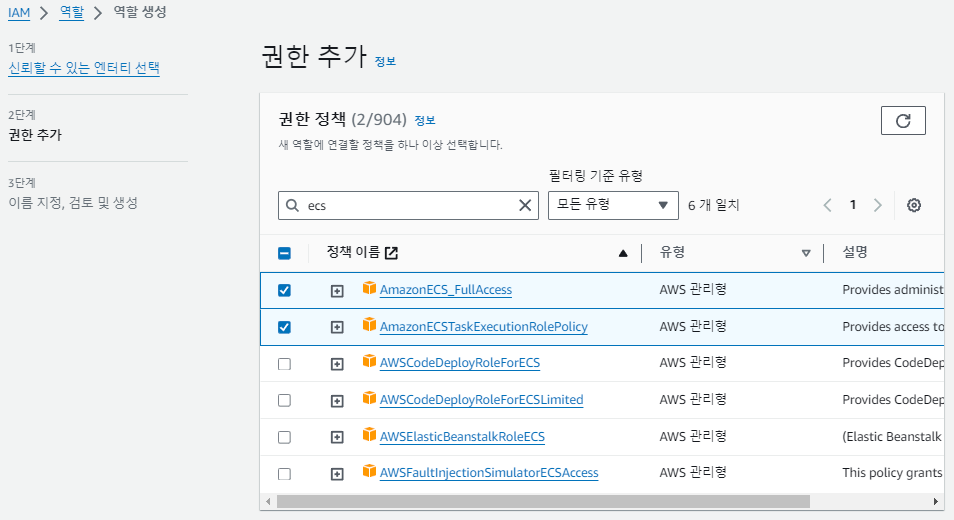 IAM > 역할 > 역할 생성
1단계
신뢰할 수 있는 엔터티 선택
2단계
권한 추가
3단계
이름 지정, 검토 및 생성
권한 추가 정보
권한 정책 (2/904) 정보
새 역할에 연결할 정책을 하나 이상 선택합니다.
필터링 기준 유형
ecs 모든 유형 6 개 일치 1
정책 이름 유형 설명
AmazonECS_FullAccess AWS 관리형 Provides administ
AmazonECSTaskExecutionRolePolicy AWS 관리형 Provides access to
AWSCodeDeployRoleForECS AWS 관리형 Provides CodeDep
AWSCodeDeployRoleForECSLimited AWS 관리형 Provides CodeDep
AWSElasticBeanstalkRoleECS AWS 관리형 (Elastic Beanstalk
AWSFaultInjectionSimulatorECSAccess AWS 관리형 This policy grants